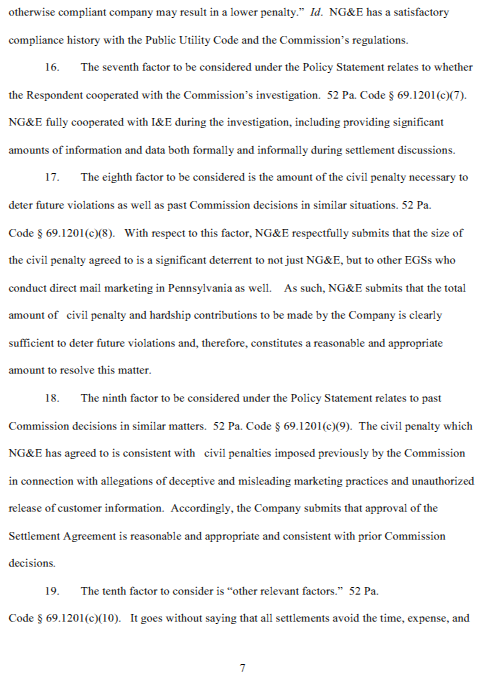 otherwise compliant company may result in a lower penalty.” Id. NG&E has a satisfactory
compliance history with the Public Utility Code and the Commission’s regulations.
16. The seventh factor to be considered under the Policy Statement relates to whether
the Respondent cooperated with the Commission’s investigation. 52 Pa. Code § 69.1201(c)(7).
NG&E fully cooperated with I&E during the investigation, including providing significant
amounts of information and data both formally and informally during settlement discussions.
17. The eighth factor to be considered is the amount of the civil penalty necessary to
deter future violations as well as past Commission decisions in similar situations. 52 Pa.
Code § 69.1201(c)(8). With respect to this factor, NG&E respectfully submits that the size of
the civil penalty agreed to is a significant deterrent to not just NG&E, but to other EGSs who
conduct direct mail marketing in Pennsylvania as well. As such, NG&E submits that the total
amount of civil penalty and hardship contributions to be made by the Company is clearly
sufficient to deter future violations and, therefore, constitutes a reasonable and appropriate
amount to resolve this matter.
18. The ninth factor to be considered under the Policy Statement relates to past
Commission decisions in similar matters. 52 Pa. Code § 69.1201(c)(9). The civil penalty which
NG&E has agreed to is consistent with civil penalties imposed previously by the Commission
in connection with allegations of deceptive and misleading marketing practices and unauthorized
release of customer information. Accordingly, the Company submits that approval of the
Settlement Agreement is reasonable and appropriate and consistent with prior Commission
decisions.
19. The tenth factor to consider is “other relevant factors.” 52 Pa.
Code § 69.1201(c)(10). It goes without saying that all settlements avoid the time, expense, and
7